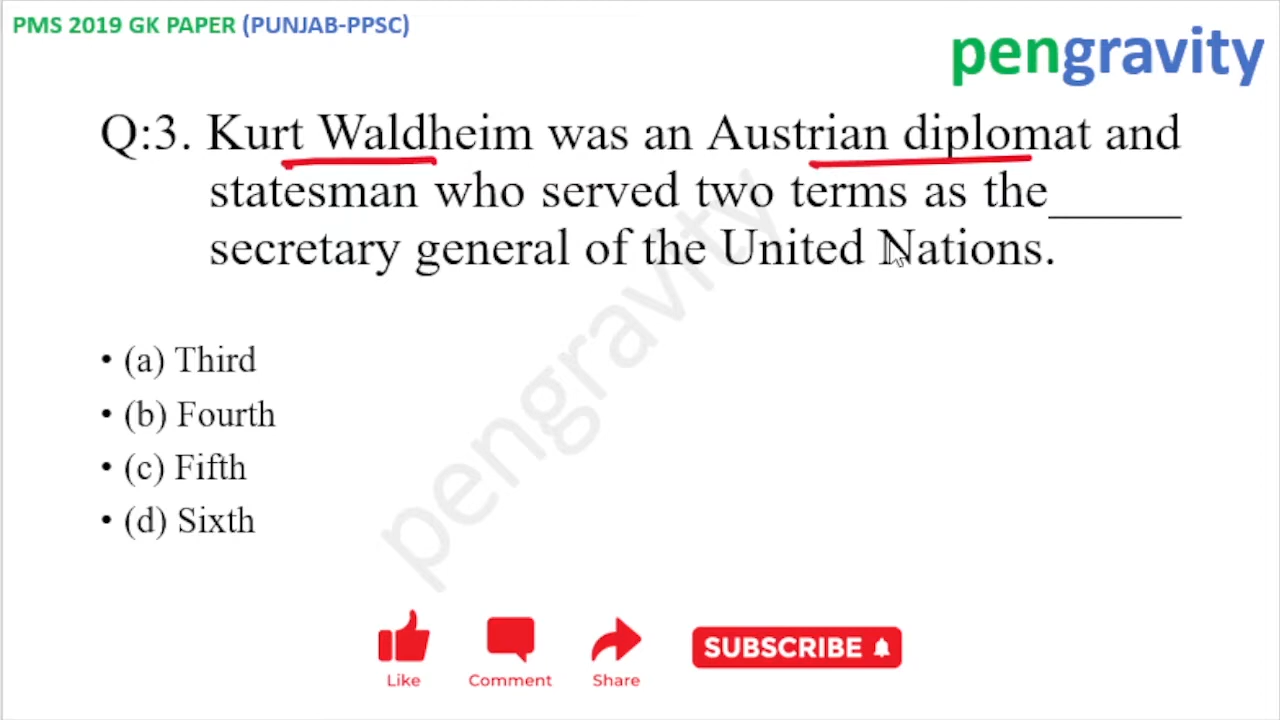 PMS 2019 GK PAPER (PUNJAB-PPSC)
pengravity
Q:3. Kurt Waldheim was an Austrian diplomat and
statesman who served two terms as the_____
secretary general of the United Nations.
• (a) Third
• (b) Fourth
• (c) Fifth
• (d) Sixth
pengravity
Like
Comment
Share
SUBSCRIBE